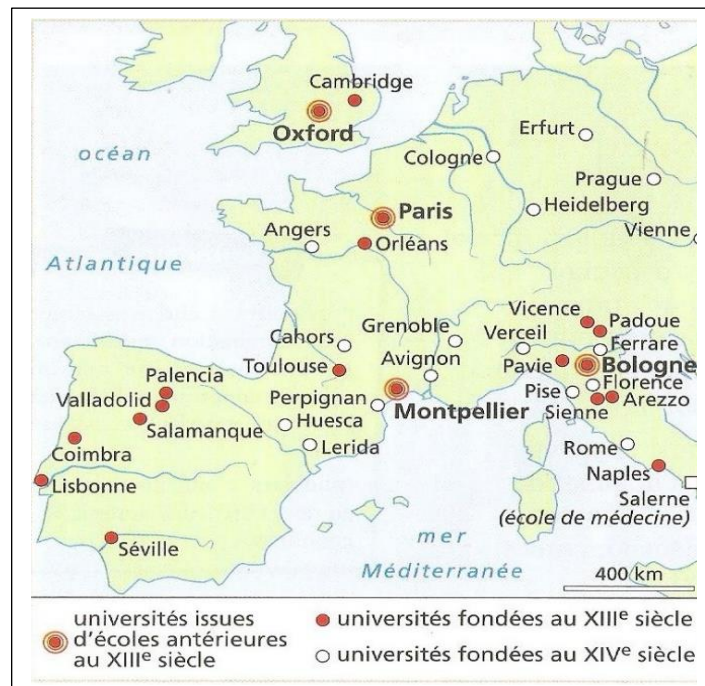 Cambridge
Oxford
océan
Erfurt
Cologne
Prague
Paris
Heidelberg
Angers
Orléans
Vienne
Atlantique
Vicence
Padoue
Grenoble
Verceil
Ferrare
Cahors
Avignon
Pavie
Bologne
Toulouse
Florence
Palencia
Perpignan
Pise
Arezzo
Valladolid
Montpellier
Sienne
Huesca
Salamanque
Lerida
Rome
Coimbra
Naples
Lisbonne
Salerne
(école de médecine)
mer
Séville
Méditerranée
400 km
universités issues
d'écoles antérieures
au XIIIe siècle
universités fondées au XIIIe siècle
universités fondées au XIVe siècle